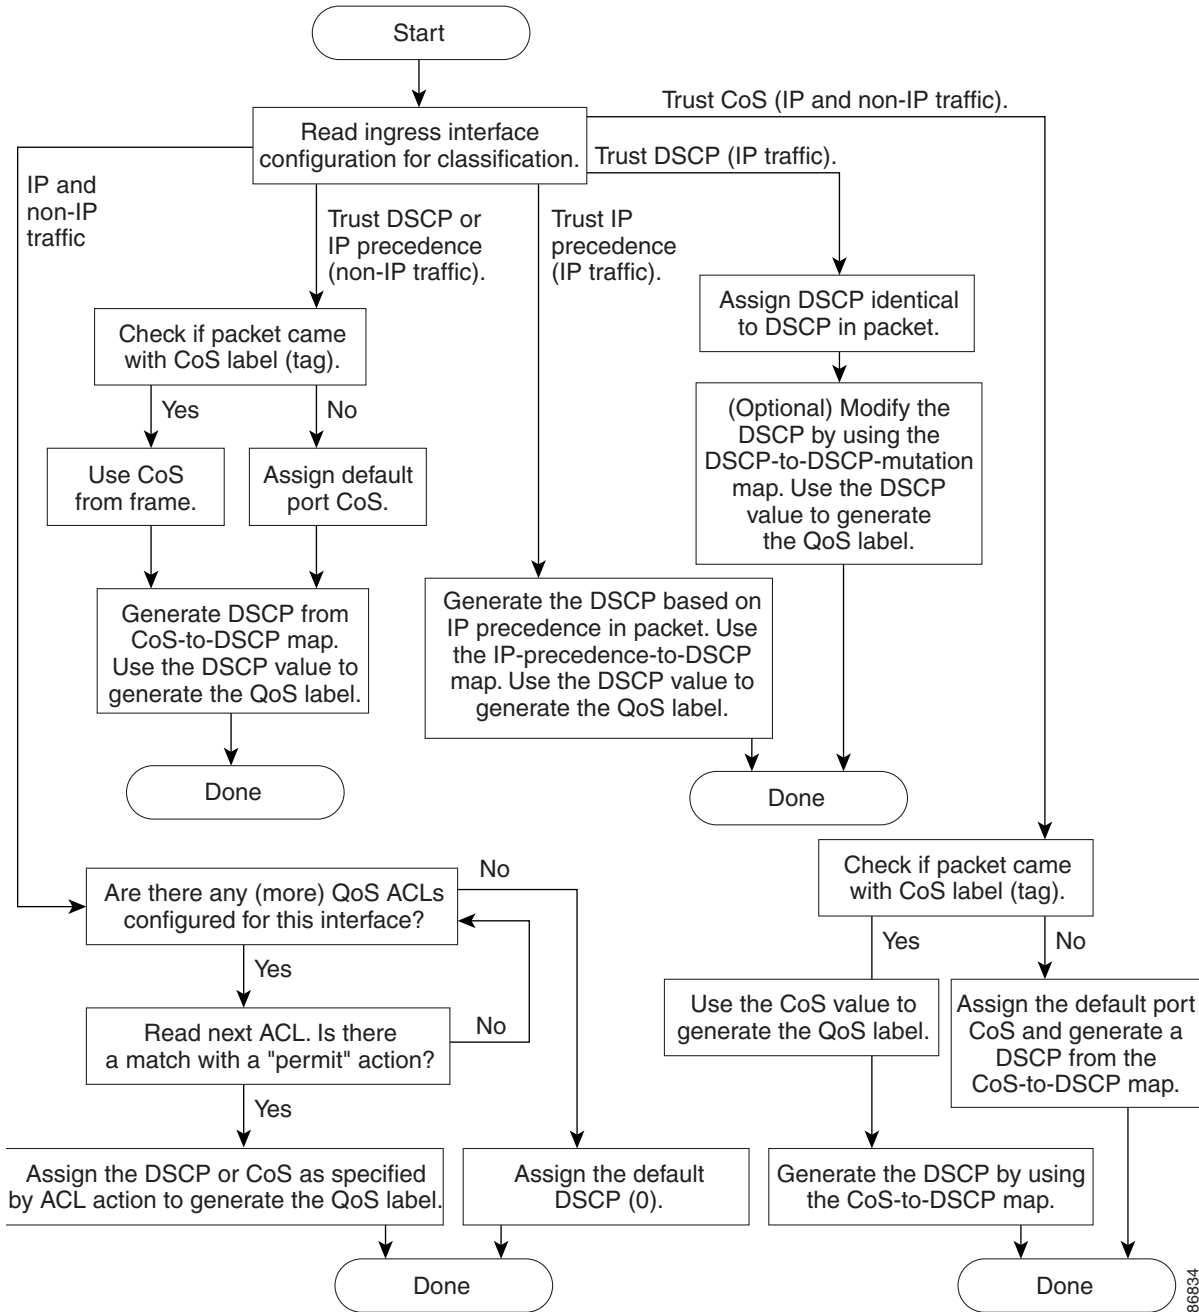 Start
Trust CoS (IP and non-IP traffic).
Read ingress interface
configuration for classification.
Trust DSCP (IP traffic).
IP and
non-IP
traffic
Trust DSCP or
IP precedence
(non-IP traffic).
Trust IP
precedence
(IP traffic).
Assign DSCP identical
to DSCP in packet.
Check if packet came
with CoS label (tag).
Yes
No
(Optional) Modify the
DSCP by using the
DSCP-to-DSCP-mutation
map. Use the DSCP
value to generate
the QoS label.
Use CoS
from frame.
Assign default
port CoS.
Generate DSCP from
CoS-to-DSCP map.
Use the DSCP value to
generate the QoS label.
Generate the DSCP based on
IP precedence in packet. Use
the IP-precedence-to-DSCP
map. Use the DSCP value to
generate the QoS label.
Done
Done
Are there any (more) QoS ACLs
configured for this interface?
No
Yes
Read next ACL. Is there
a match with a "permit" action?
No
Yes
Assign the DSCP or CoS as specified
by ACL action to generate the QoS label.
Assign the default
DSCP (0).
Done
Check if packet came
with CoS label (tag).
Yes
No
Use the CoS value to
generate the QoS label.
Assign the default port
CoS and generate a
DSCP from the
CoS-to-DSCP map.
Generate the DSCP by using
the CoS-to-DSCP map.
Done
86834